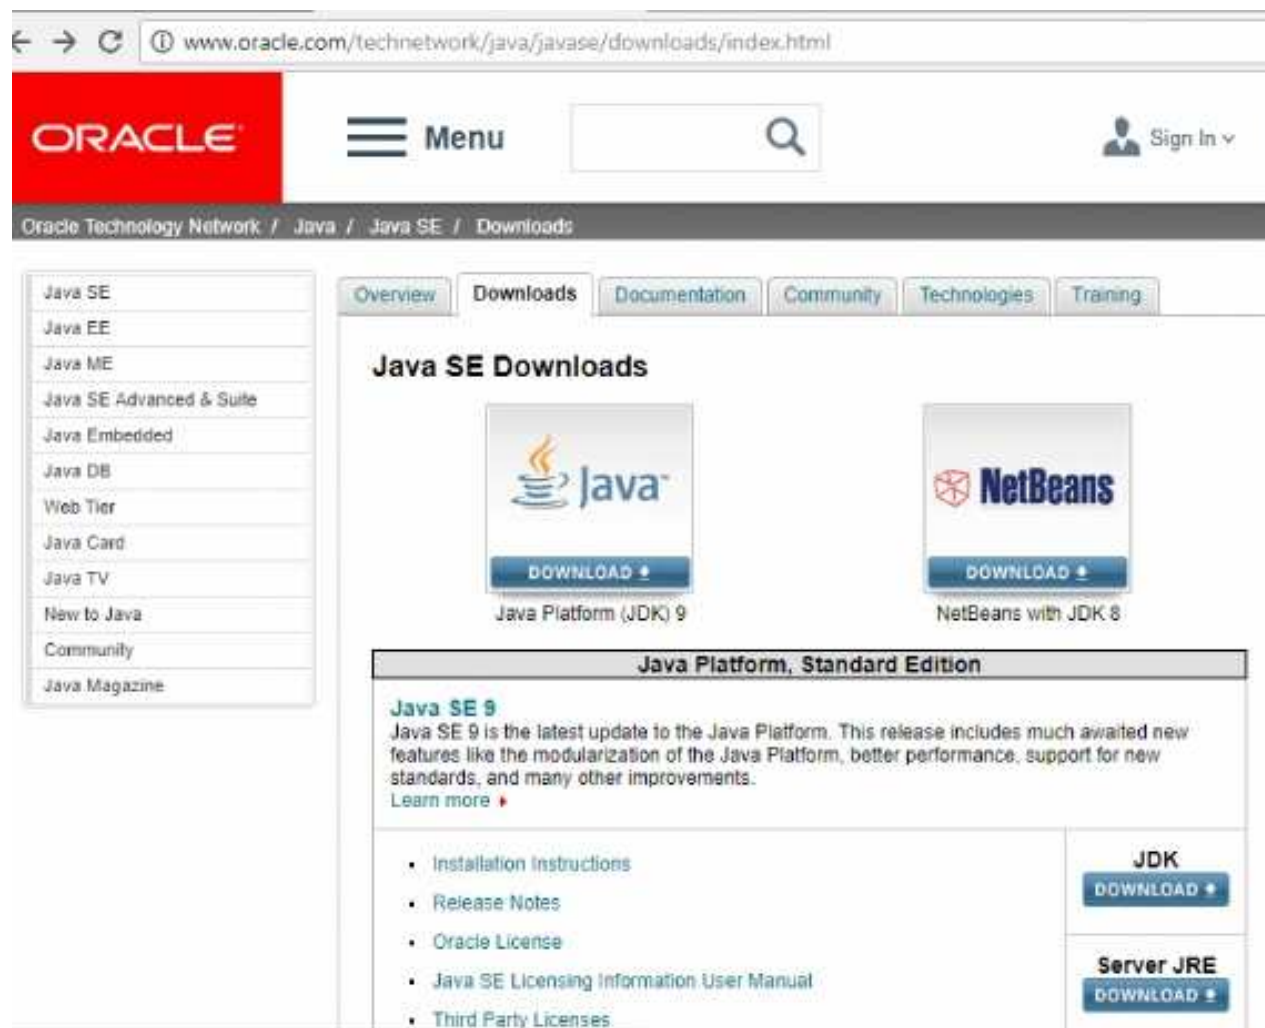 www.oracle.com/technetwork/java/javase/downloads/index.html
ORACLE
Menu
Sign In
Oracle Technology Network / Java / Java SE / Downloads
Java SE
Java EE
Java ME
Java SE Advanced & Suite
Java Embedded
Java DB
Web Tier
Java Card
Java TV
New to Java
Community
Java Magazine
Overview Downloads Documentation Community Technologies Training
Java SE Downloads
Java
DOWNLOAD
Java Platform (JDK) 9
NetBeans
DOWNLOAD
NetBeans with JDK 8
Java Platform, Standard Edition
Java SE 9
Java SE 9 is the latest update to the Java Platform. This release includes much awaited new
features like the modularization of the Java Platform, better performance, support for new
standards, and many other improvements.
Learn more
• Installation Instructions
• Release Notes
• Oracle License
• Java SE Licensing Information User Manual
• Third Party Licenses
JDK
DOWNLOAD
Server JRE
DOWNLOAD